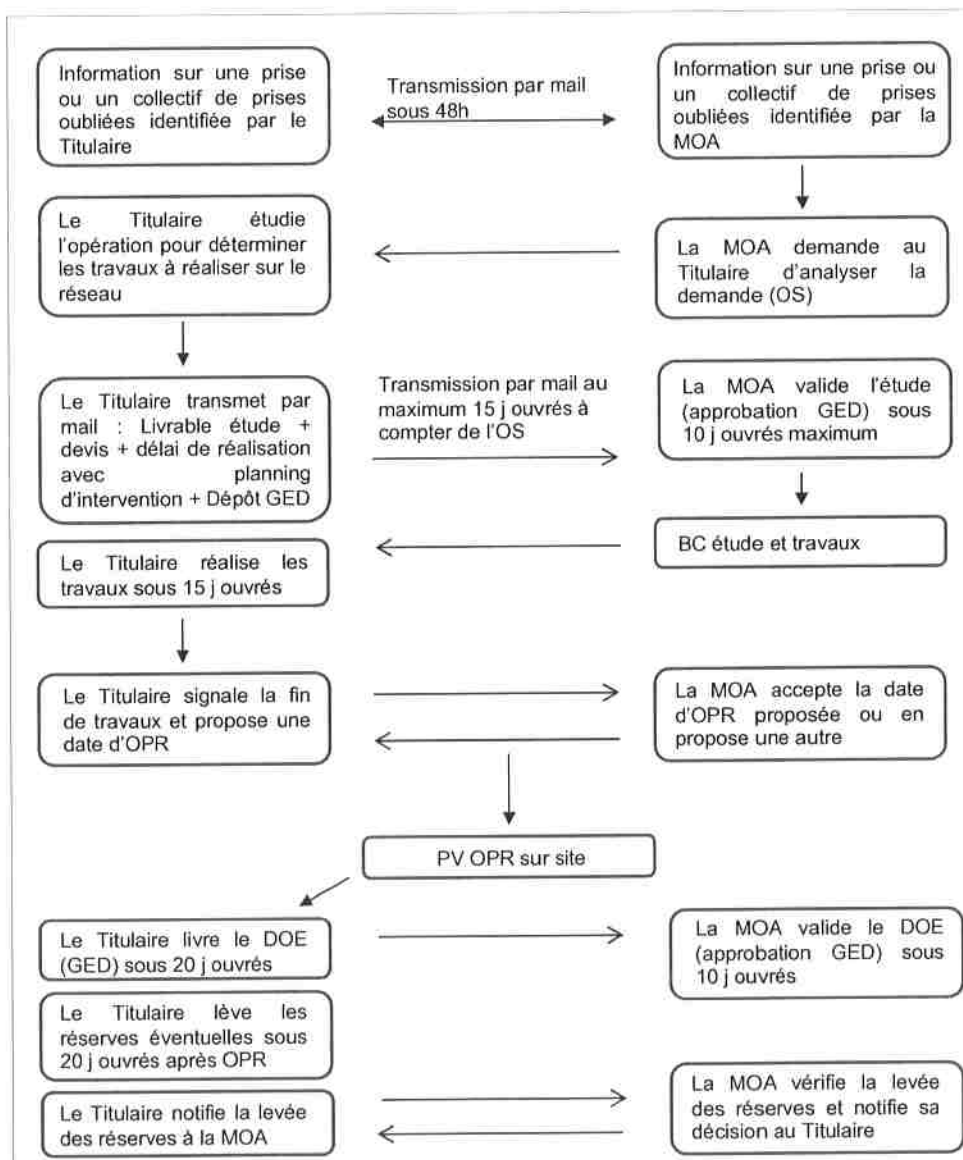 Information sur une prise
ou un collectif de prises
oubliées identifiée par le
Titulaire
Transmission par mail
sous 48h
Information sur une prise ou
un collectif de prises
oubliées identifiée par la
MOA
La MOA demande au
Titulaire d'analyser la
demande (OS)
Le Titulaire étudie
l'opération pour déterminer
les travaux à réaliser sur le
réseau
Le Titulaire transmet par
mail : Livrable étude +
devis + délai de réalisation
avec planning
d'intervention + Dépôt GED
Transmission par mail au
maximum 15 j ouvrés à
compter de l'OS
La MOA valide l'étude
(approbation GED) sous
10 j ouvrés maximum
BC étude et travaux
Le Titulaire réalise les
travaux sous 15 j ouvrés
Le Titulaire signale la fin
de travaux et propose une
date d'OPR
La MOA accepte la date
d'OPR proposée ou en
propose une autre
PV OPR sur site
Le Titulaire livre le DOE
(GED) sous 20 j ouvrés
La MOA valide le DOE
(approbation GED) sous
10 j ouvrés
Le Titulaire lève les
réserves éventuelles sous
20 j ouvrés après OPR
Le Titulaire notifie la levée
des réserves à la MOA
La MOA vérifie la levée
des réserves et notifie sa
décision au Titulaire